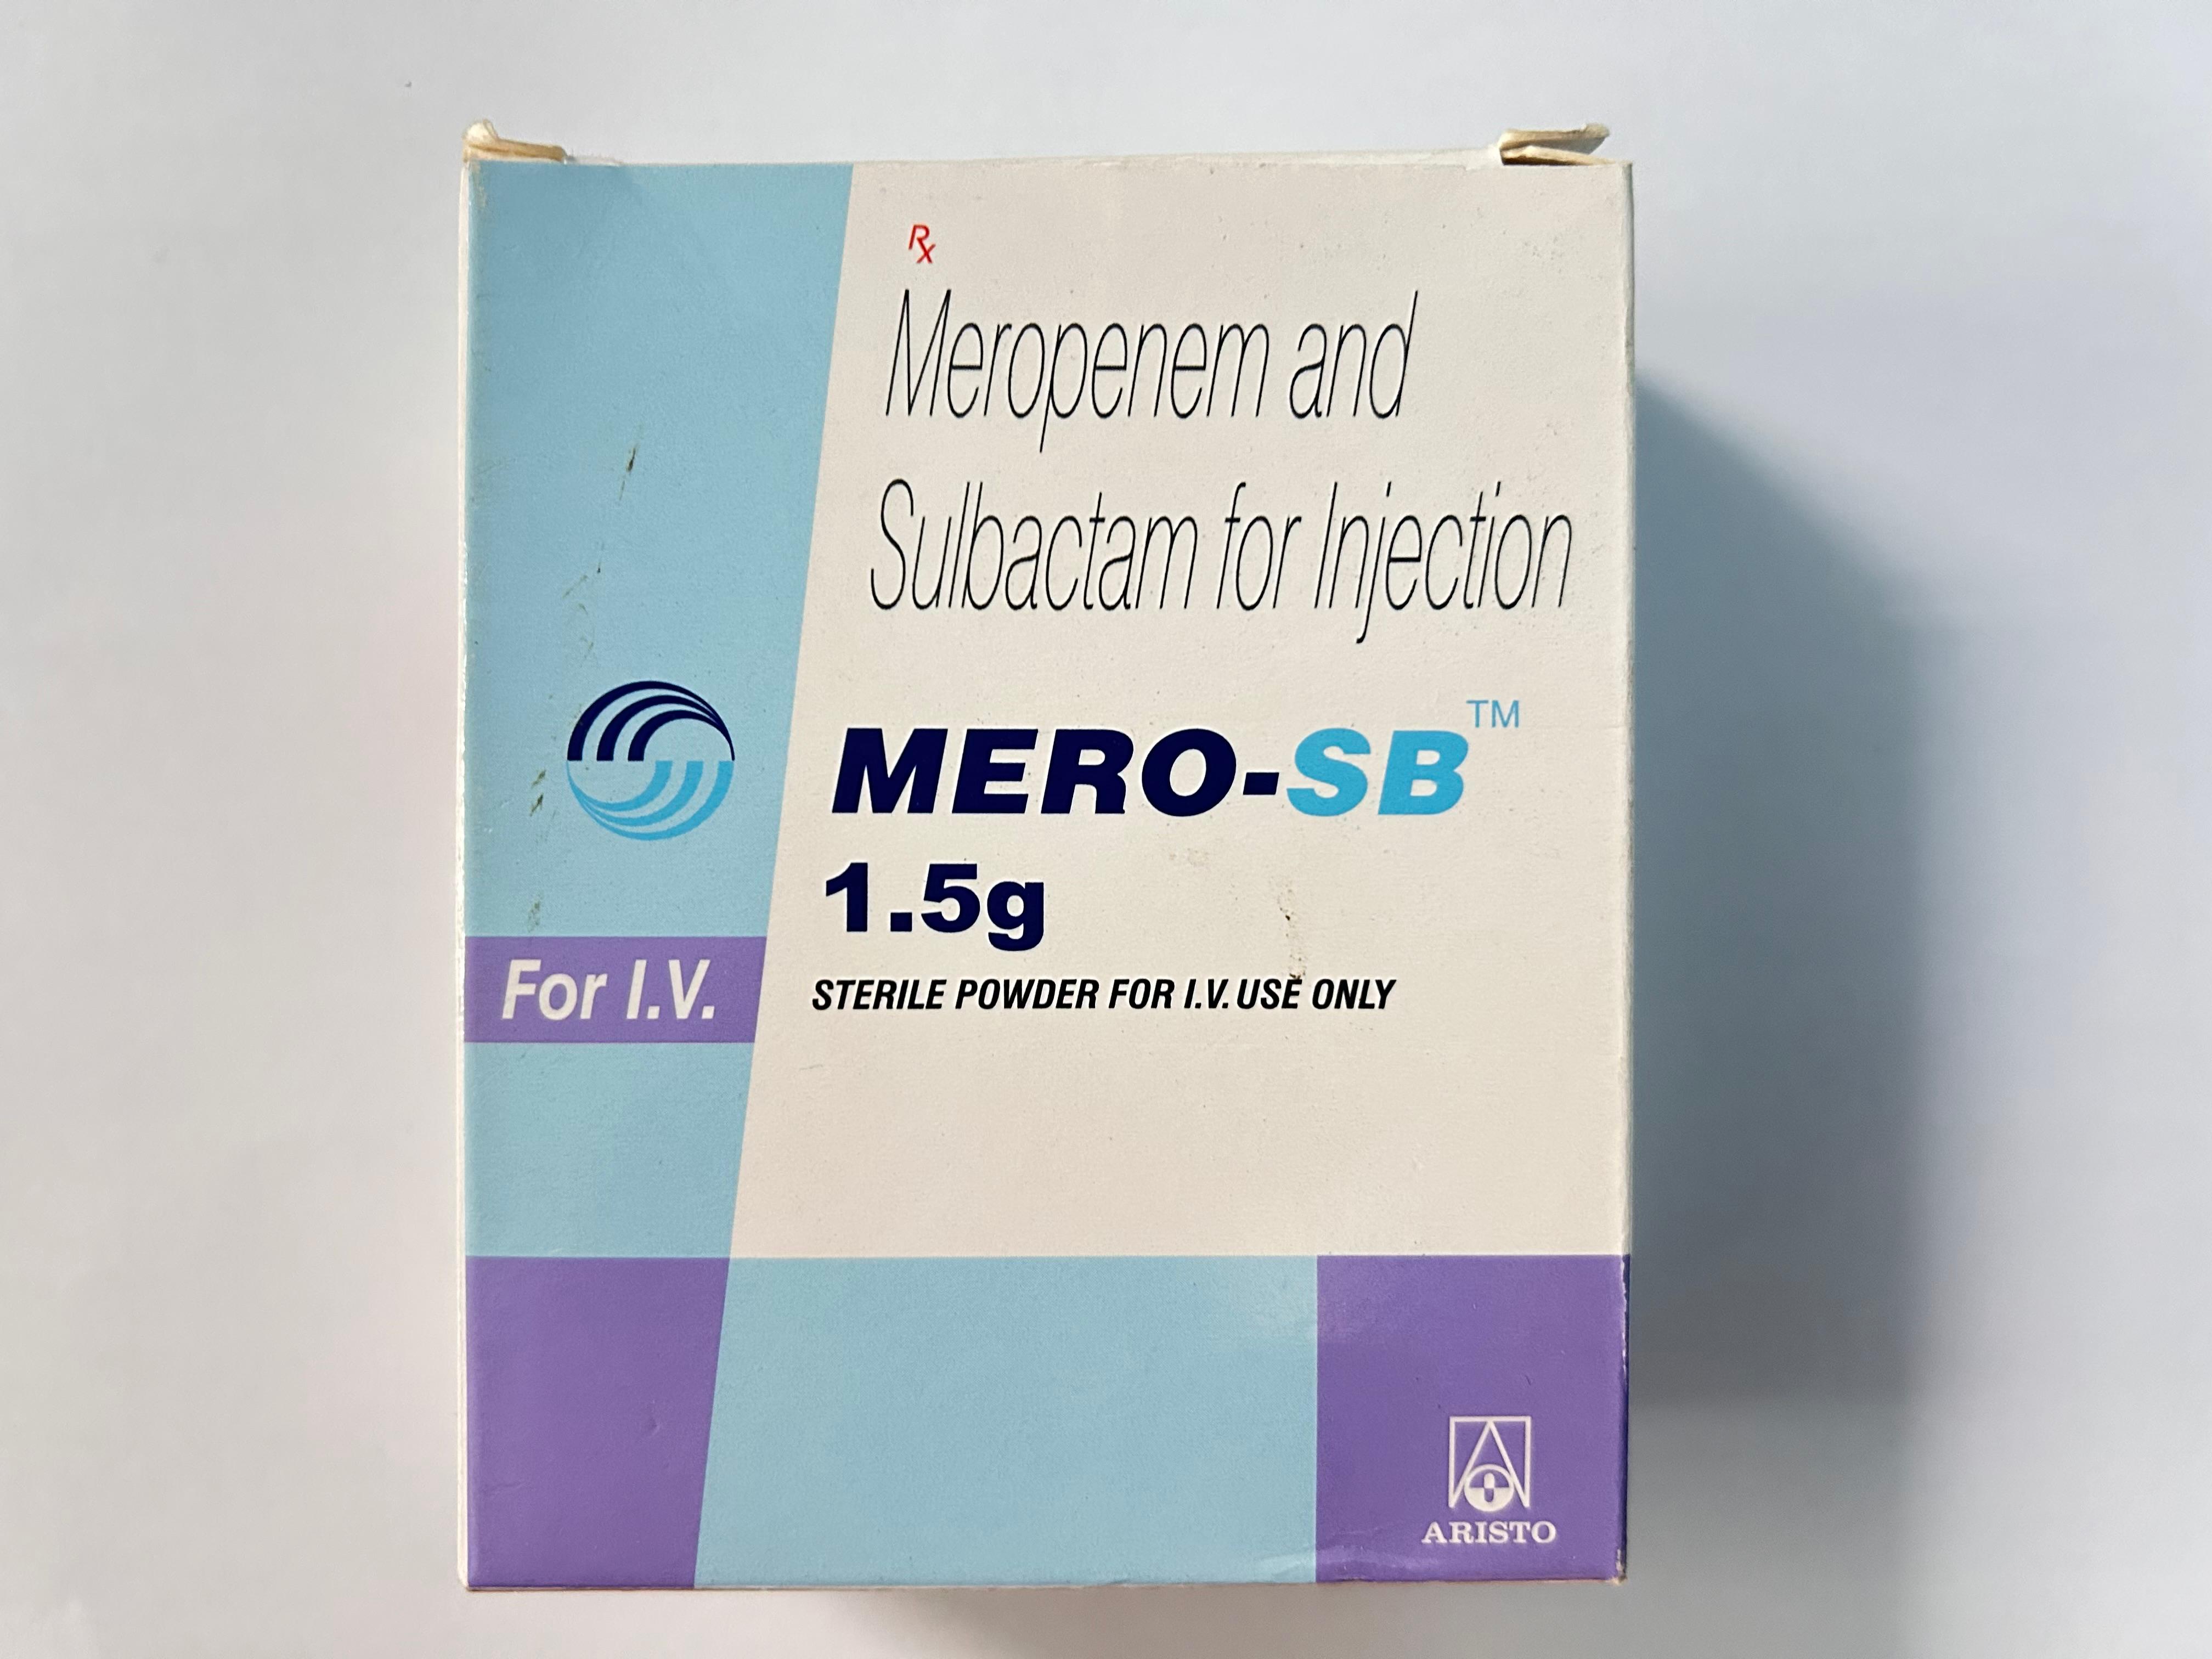 Rx
Meropenem and
Sulbactam for Injection
MERO-SB™
1.5g
For I.V.
STERILE POWDER FOR I.V. USE ONLY
ARISTO